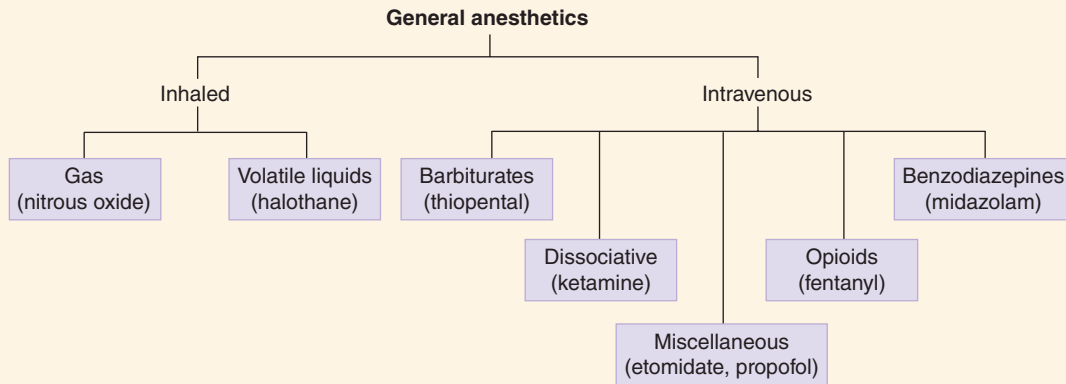 General anesthetics
Inhaled
Intravenous
Gas
(nitrous oxide)
Volatile liquids
(halothane)
Barbiturates
(thiopental)
Benzodiazepines
(midazolam)
Dissociative
(ketamine)
Opioids
(fentanyl)
Miscellaneous
(etomidate, propofol)